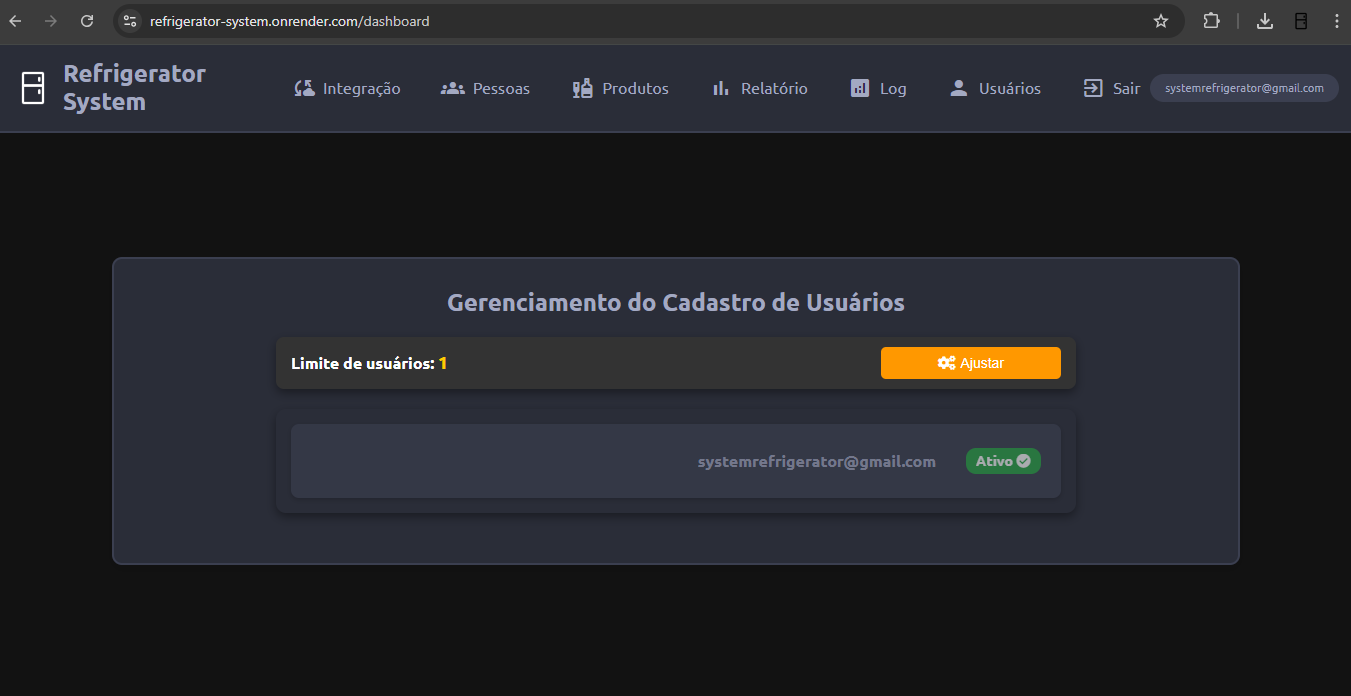 refrigerator-system.onrender.com/dashboard
Refrigerator
System
Integração
Pessoas
Produtos
Relatório
Log
Usuários
Sair
systemrefrigerator@gmail.com
Gerenciamento do Cadastro de Usuários
Limite de usuários: 1
Ajustar
systemrefrigerator@gmail.com
Ativo